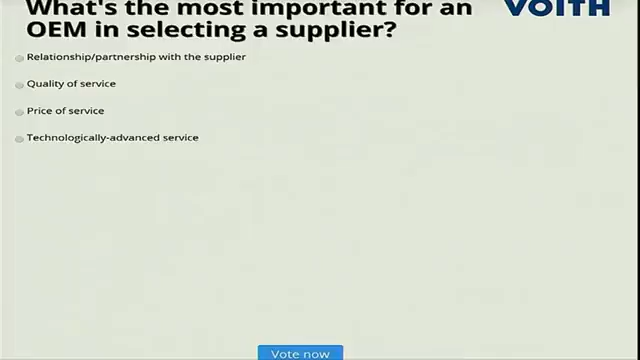 What's the most important for an
VOITH
OEM in selecting a supplier?
Relationship/partnership with the supplier
Quality of service
Price of service
Technologically-advanced service
Vote now